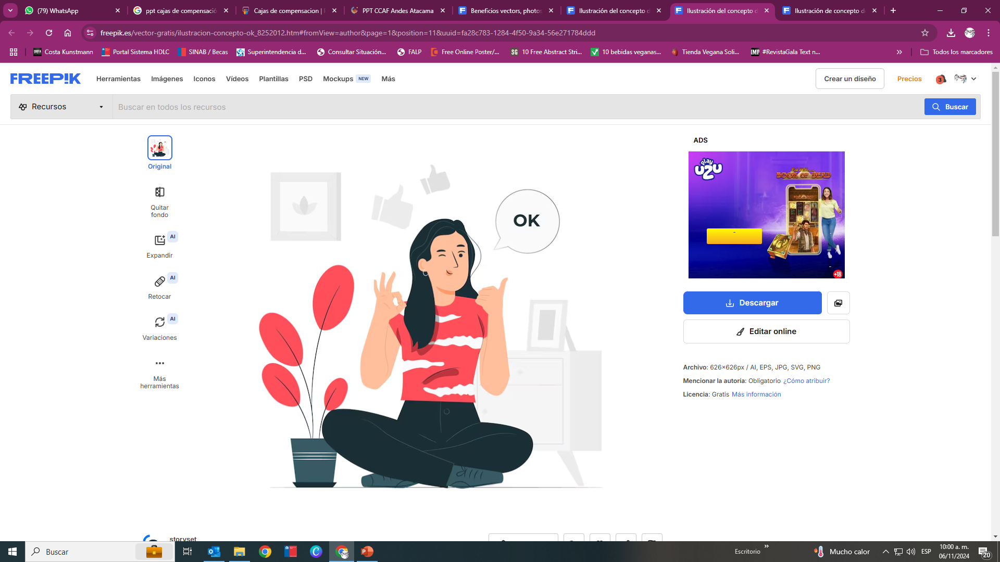 (79) WhatsApp
ppt cajas de compensació
Cajas de compensacion |
PPT CCAF Andes Atacama
Beneficios vectors, photos
Ilustración del concepto d
Ilustración del concepto d
Ilustración de concepto d
freepik.es/vector-gratis/ilustracion-concepto-ok_8252012.htm#fromView=author&page=1&position=11&uuid=fa28c783-1284-4f50-9a34-56e271784ddd
Costa Kunstmann
Portal Sistema HDLC
SINAB / Becas
Superintendencia d...
Consultar Situación...
FALP
Free Online Poster/...
SG 10 Free Abstract Stri...
10 bebidas veganas...
Tienda Vegana Soli...
IMP #RevistaGala Text n...
»
Todos los marcadores
FREEPIK
Herramientas
Imágenes
Iconos
Vídeos
Plantillas
PSD
Mockups NEW
Más
Crear un diseño
Precios
3
Recursos
Buscar en todos los recursos
Buscar
Original
Quitar
fondo
AI
Expandir
AI
Retocar
AI
Variaciones
Más
herramientas
OK
ADS
play
UZU
BOOK OF DEAD
+18
Descargar
Editar online
Archivo: 626×626px / AI, EPS, JPG, SVG, PNG
Mencionar la autoría: Obligatorio ¿Cómo atribuir?
Licencia: Gratis Más información
storyset
Buscar
Escritorio »
Mucho calor
ESP
10:00 a. m.
06/11/2024
20